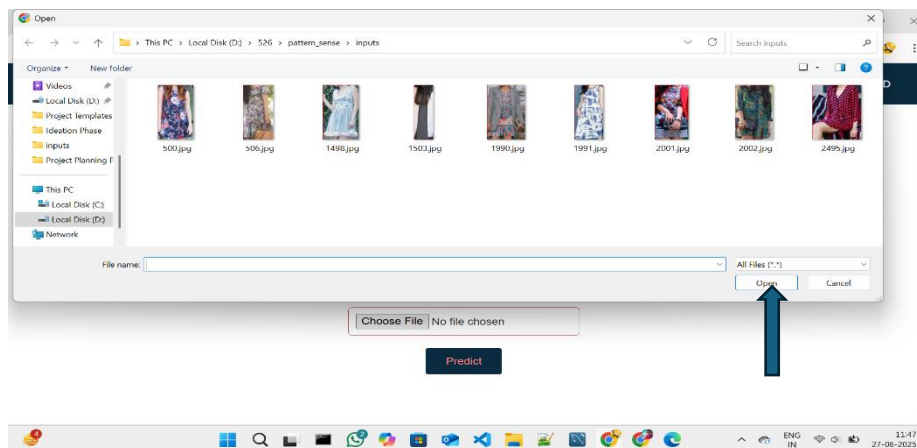 Open
This PC > Local Disk (D:) > 526 > pattern_sense > inputs
Search inputs
Organize
New folder
Videos
Local Disk (D:)
Project Templates
Ideation Phase
inputs
Project Planning P
This PC
Local Disk (C:)
Local Disk (D:)
Network
500.jpg
506.jpg
1498.jpg
1503.jpg
1990.jpg
1991.jpg
2001.jpg
2002.jpg
2495.jpg
File name:
All Files (*.*)
Open
Cancel
D
Choose File No file chosen
Predict
4
ENG
IN
11:47
27-06-2025